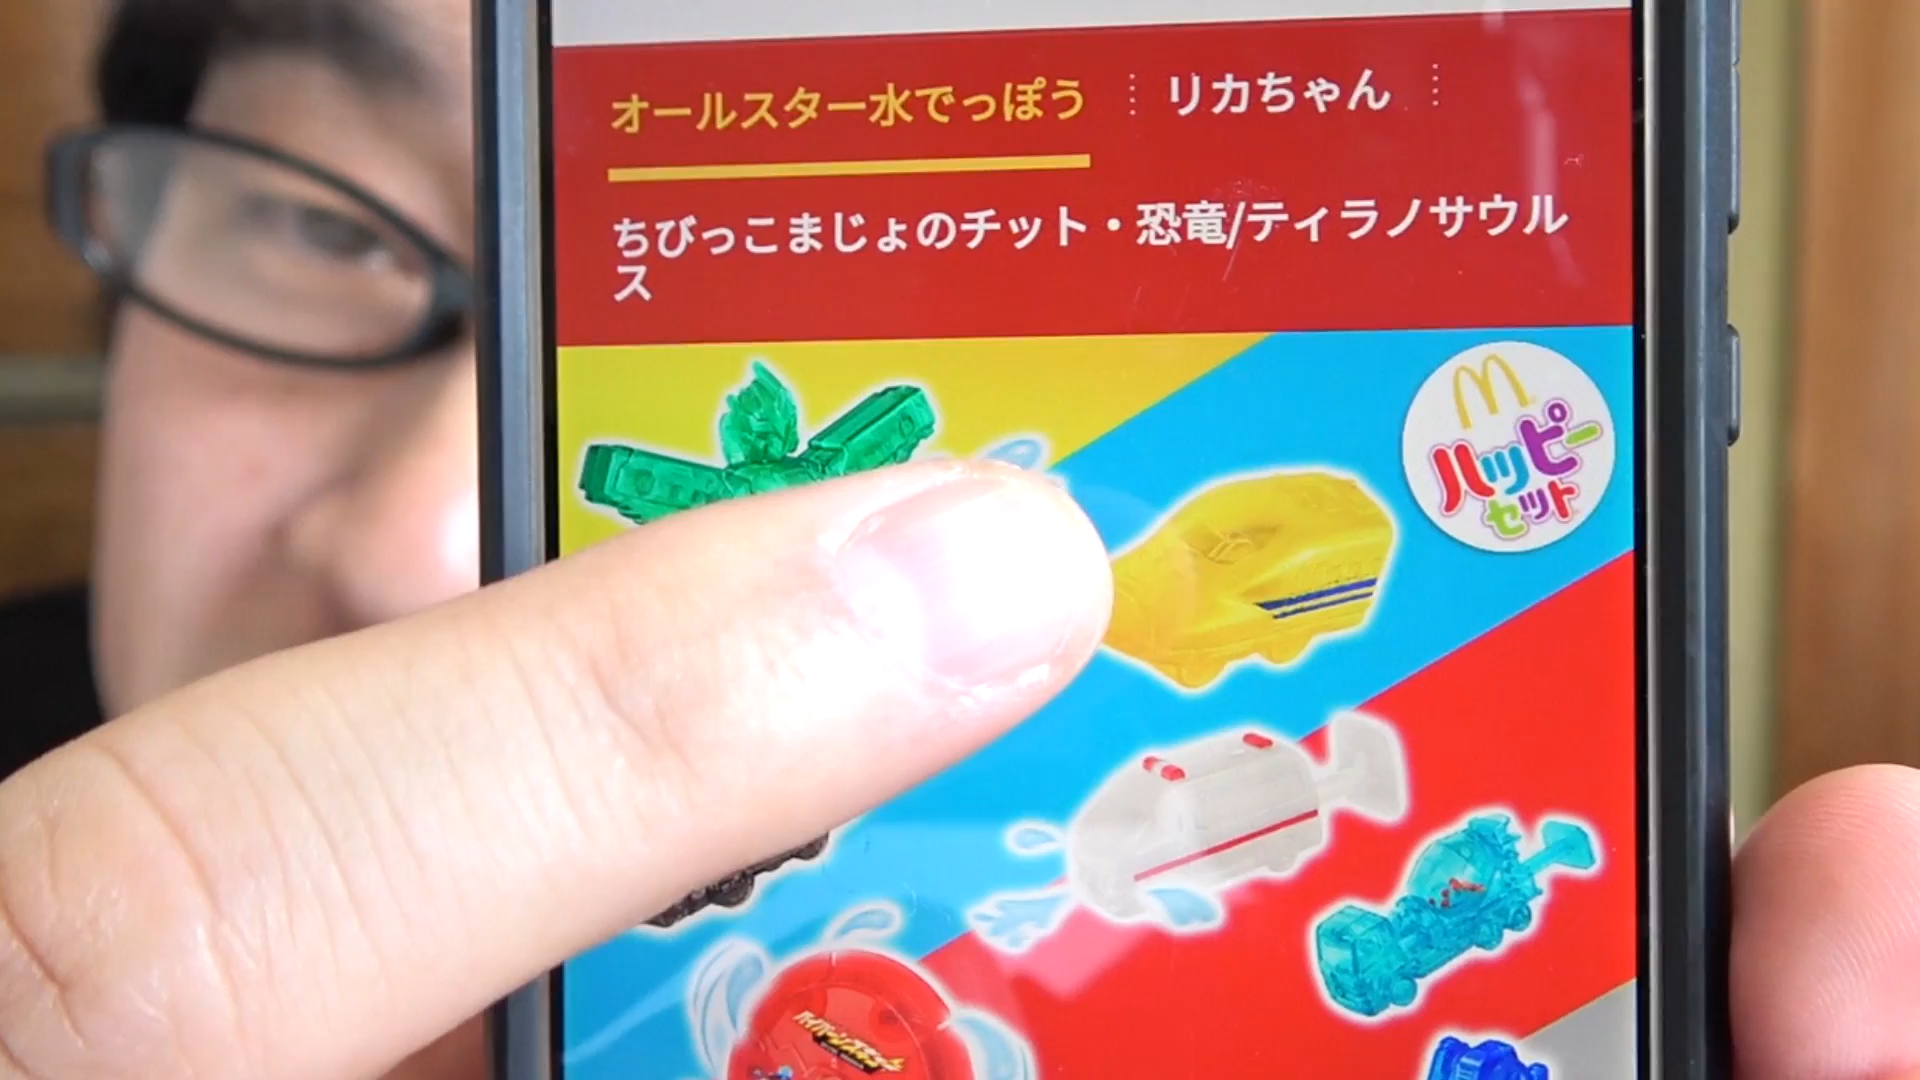 オールスター水でっぽう
リカちゃん
ちびっこまじょのチット・恐竜/ティラノサウル
ス
ハッピー
セット